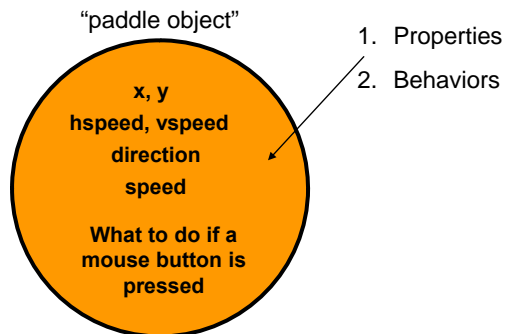 “paddle object”
x, y
hspeed, vspeed
direction
speed
What to do if a
mouse button is
pressed
1. Properties
2. Behaviors